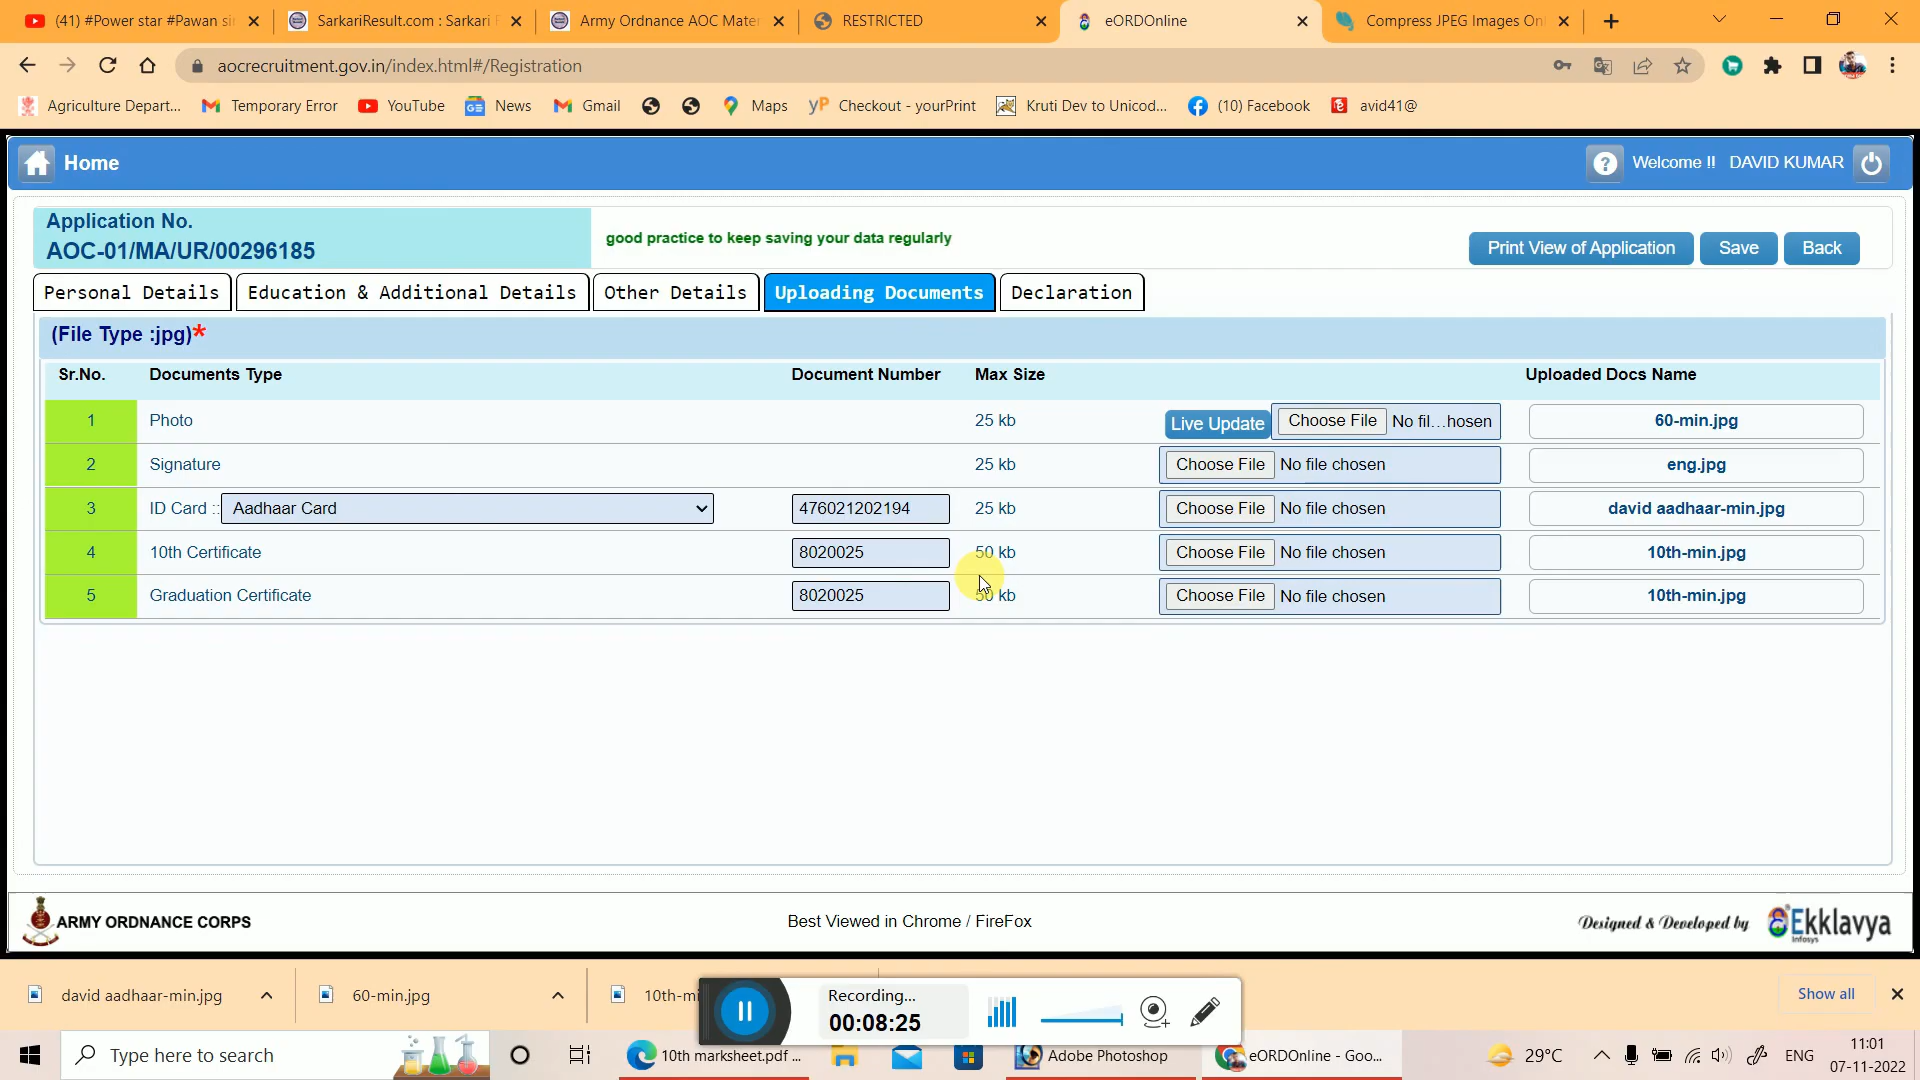 (41) #Power star #Pawan si
SarkariResult.com : Sarkari
Army Ordnance AOC Mater
RESTRICTED
eORDOnline
Compress JPEG Images Onl
aocrecruitment.gov.in/index.html#/Registration
Agriculture Depart...
Temporary Error
YouTube
News
Gmail
Maps
Checkout - yourPrint
Kruti Dev to Unicod...
(10) Facebook
avid41@
Home
Welcome !! DAVID KUMAR
Application No.
AOC-01/MA/UR/00296185
good practice to keep saving your data regularly
Print View of Application
Save
Back
Personal Details
Education & Additional Details
Other Details
Uploading Documents
Declaration
(File Type :jpg)*
Sr.No. Documents Type Document Number Max Size Uploaded Docs Name
1 Photo 25 kb Live Update Choose File No fil...hosen 60-min.jpg
2 Signature 25 kb Choose File No file chosen eng.jpg
3 ID Card :: Aadhaar Card 476021202194 25 kb Choose File No file chosen david aadhaar-min.jpg
4 10th Certificate 8020025 50 kb Choose File No file chosen 10th-min.jpg
5 Graduation Certificate 8020025 50 kb Choose File No file chosen 10th-min.jpg
ARMY ORDNANCE CORPS
Best Viewed in Chrome / FireFox
Designed & Developed by
Ekklavya
Infosys
david aadhaar-min.jpg
60-min.jpg
10th-mi
Recording...
00:08:25
Show all
Type here to search
10th marksheet.pdf ...
Adobe Photoshop
eORDOnline - Goo...
29°C
ENG
11:01
07-11-2022